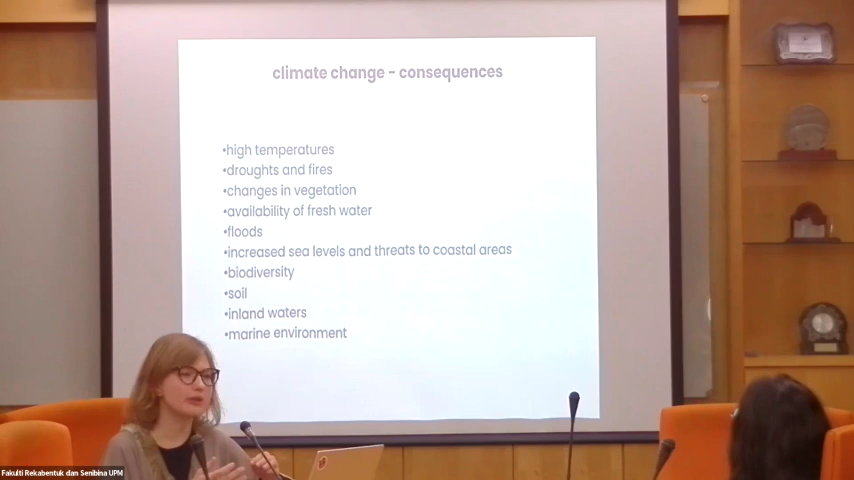 climate change - consequences
•high temperatures
•droughts and fires
•changes in vegetation
•availability of fresh water
•floods
•increased sea levels and threats to coastal areas
•biodiversity
•soil
•inland waters
•marine environment
Fakulti Rekabentuk dan Senibina UPM